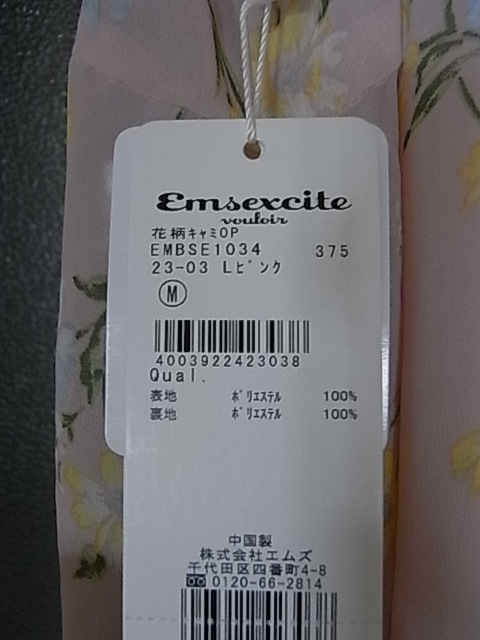 Emsexcite
vouloir
花柄ｷｬﾐOP
EMBSE1034 375
23-03 Lﾋﾟﾝｸ
M
4003922423038
Qual.
表地 ﾎﾟﾘｴｽﾃﾙ 100%
裏地 ﾎﾟﾘｴｽﾃﾙ 100%
中国製
株式会社エムズ
千代田区四番町4-8
0120-66-2814